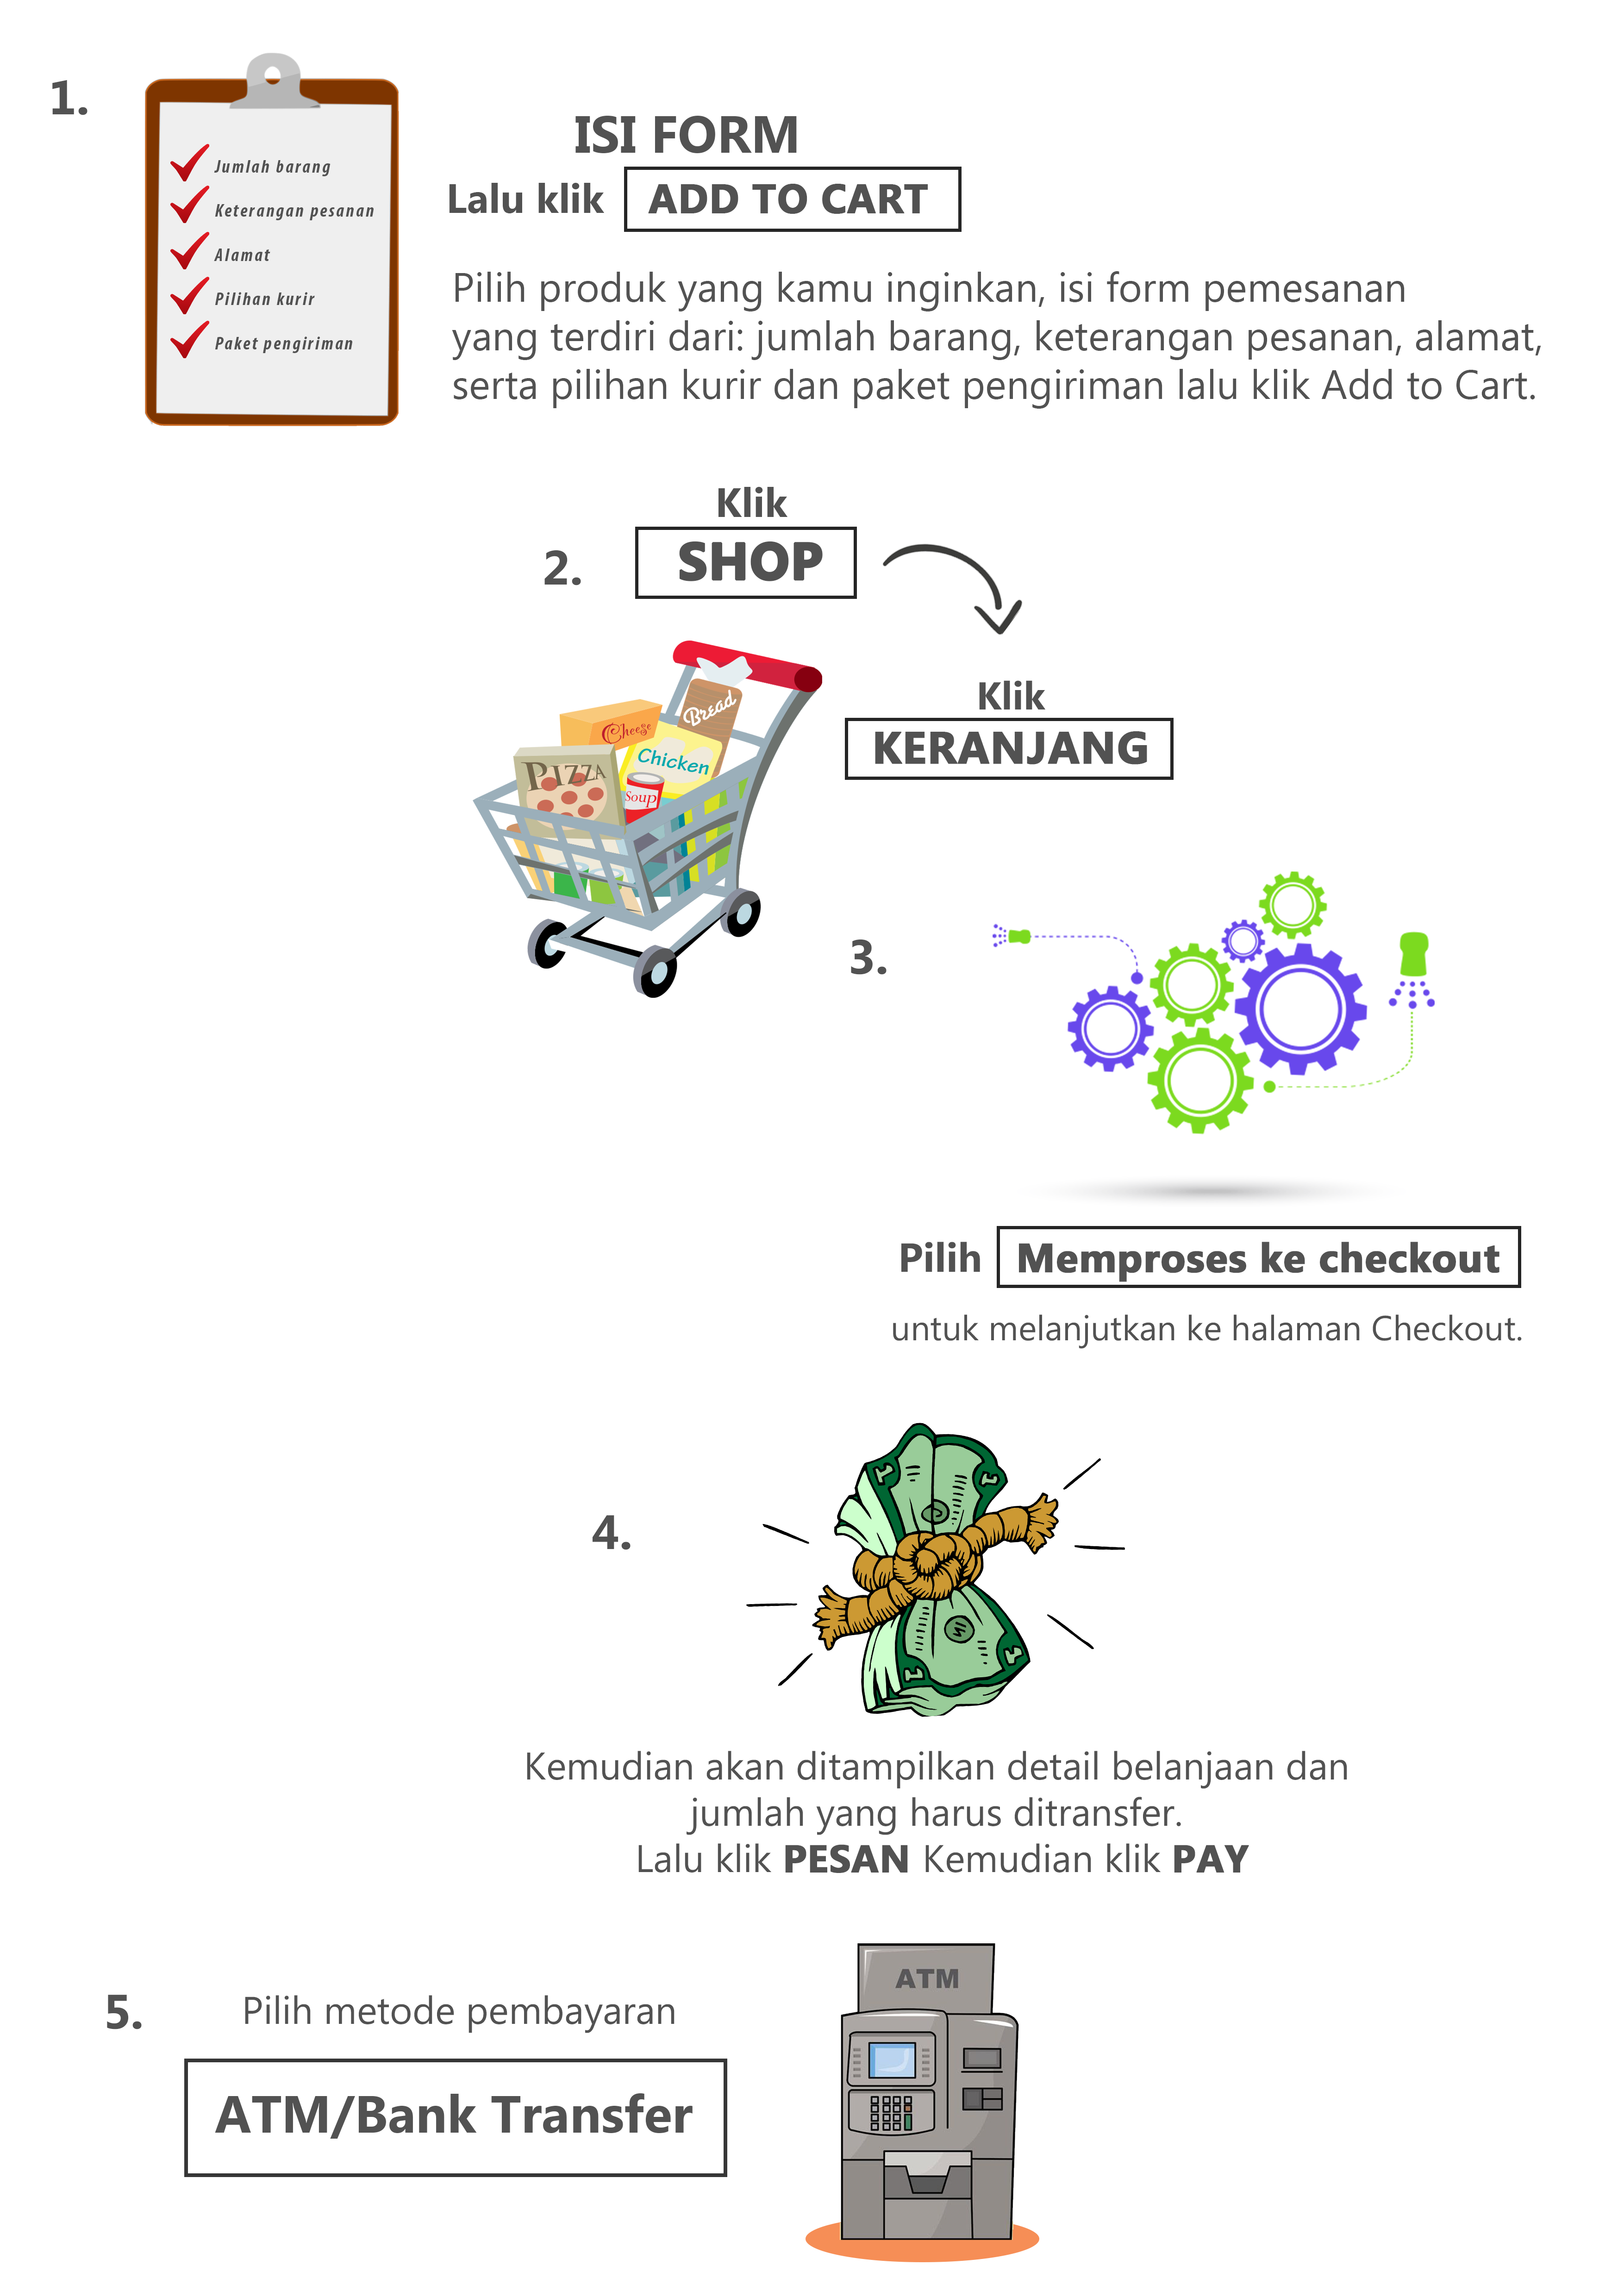 1.
Jumlah barang
Keterangan pesanan
Alamat
Pilihan kurir
Paket pengiriman
ISI FORM
Lalu klik ADD TO CART
Pilih produk yang kamu inginkan, isi form pemesanan
yang terdiri dari: jumlah barang, keterangan pesanan, alamat,
serta pilihan kurir dan paket pengiriman lalu klik Add to Cart.
2.
Klik
SHOP
Klik
KERANJANG
Bread
Cheese
Chicken
PIZZA
Soup
3.
Pilih Memproses ke checkout
untuk melanjutkan ke halaman Checkout.
4.
1
1
1
1
Kemudian akan ditampilkan detail belanjaan dan
jumlah yang harus ditransfer.
Lalu klik PESAN Kemudian klik PAY
5.
Pilih metode pembayaran
ATM/Bank Transfer
ATM